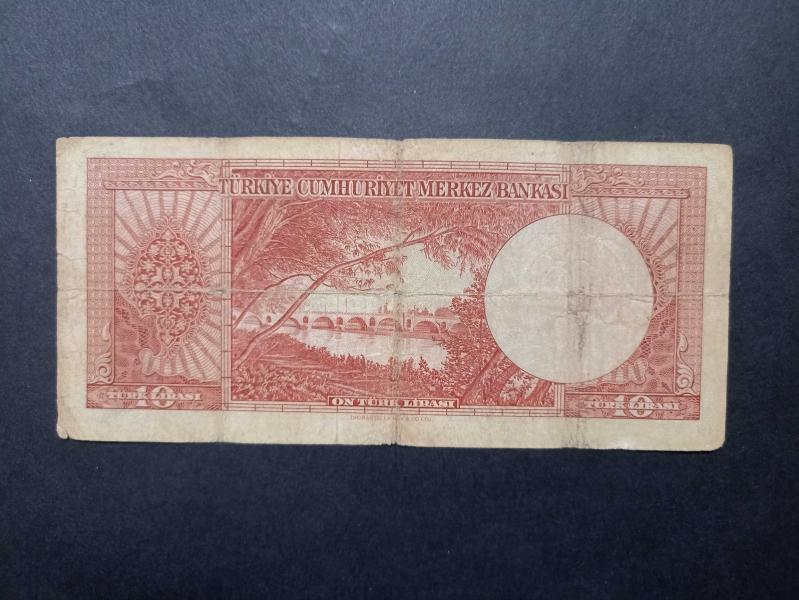 TÜRKİYE CUMHURİYET MERKEZ BANKASI
10 TÜRK LİRASI
ON TÜRK LİRASI
10 TÜRK LİRASI